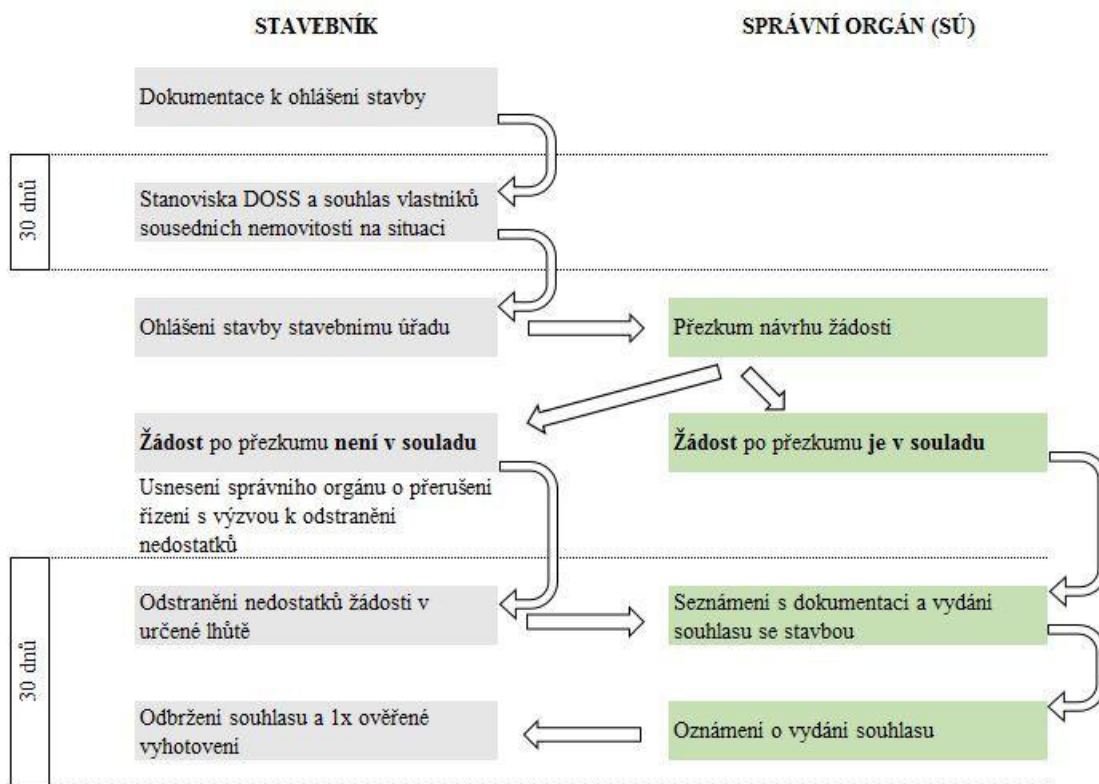 STAVEBNÍK
SPRÁVNÍ ORGÁN (SÚ)
Dokumentace k ohlášení stavby
30 dnů
Stanoviska DOSS a souhlas vlastníků
sousedních nemovitostí na situaci
Ohlášení stavby stavebnímu úřadu
Přezkum návrhu žádosti
Žádost po přezkumu není v souladu
Žádost po přezkumu je v souladu
Usnesení správního orgánu o přerušení
řízení s výzvou k odstranění
nedostatků
30 dnů
Odstranění nedostatků žádosti v
určené lhůtě
Seznámení s dokumentací a vydání
souhlasu se stavbou
Odbržení souhlasu a 1x ověřené
vyhotovení
Oznámení o vydání souhlasu